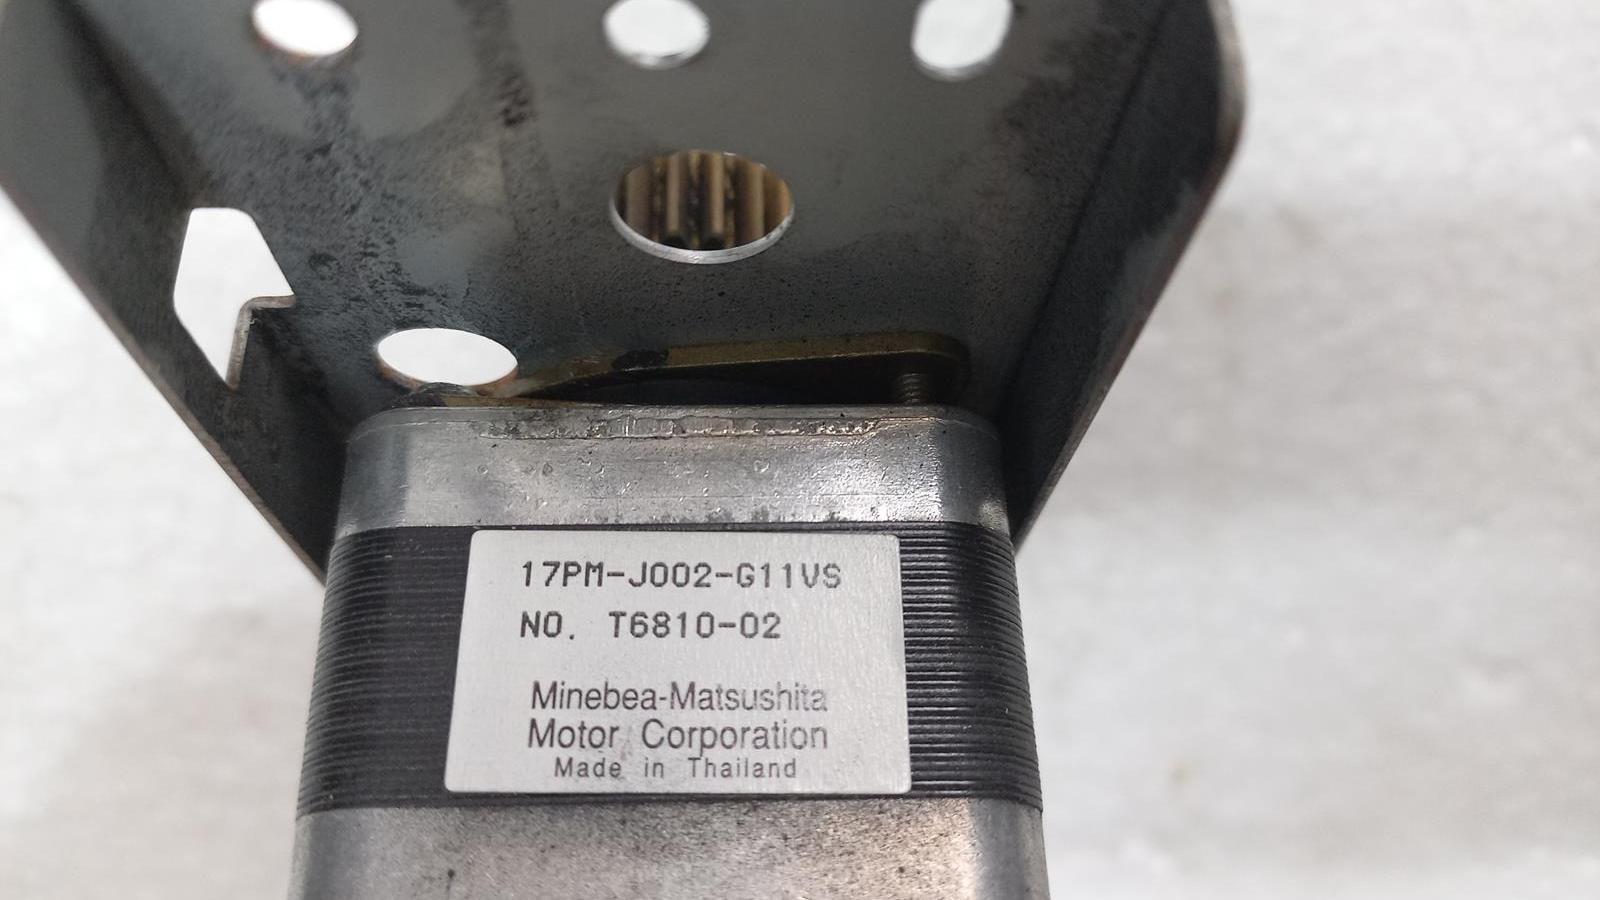 17PM-J002-G11VS
NO. T6810-02
Minebea-Matsushita
Motor Corporation
Made in Thailand